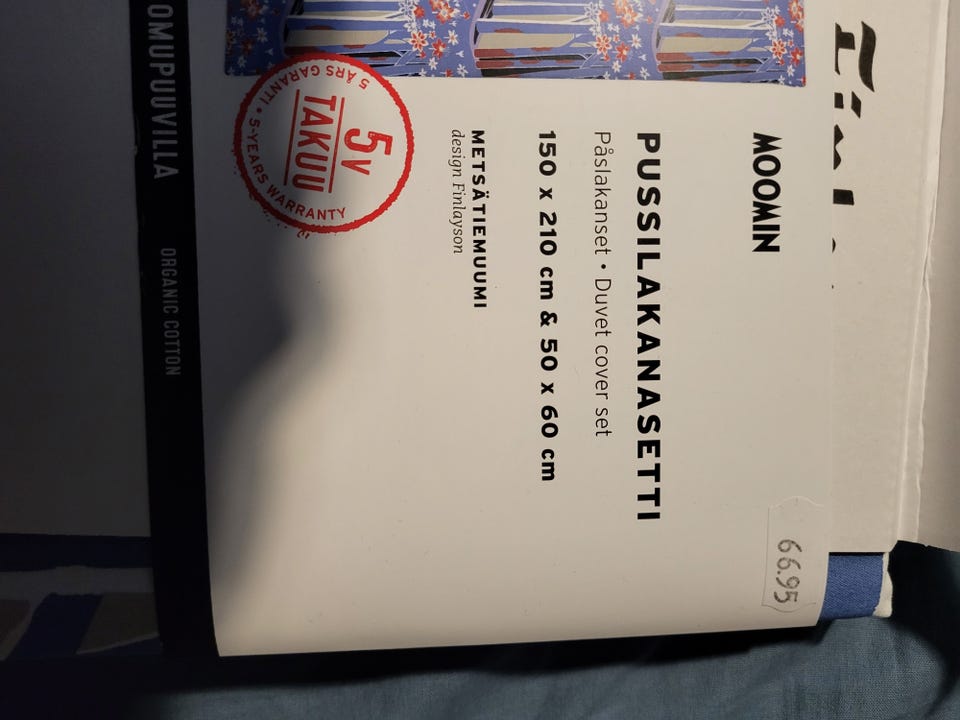 MOOMIN
PUSSILAKANASETTI
Påslakanset • Duvet cover set
150 x 210 cm & 50 x 60 cm
METSÄTIEMUUMI
design Finlayson
5 ÅRS GARANTI • 5-YEARS WARRANTY
5V
TAKUU
66.95
OMUPUUVILLA ORGANIC COTTON